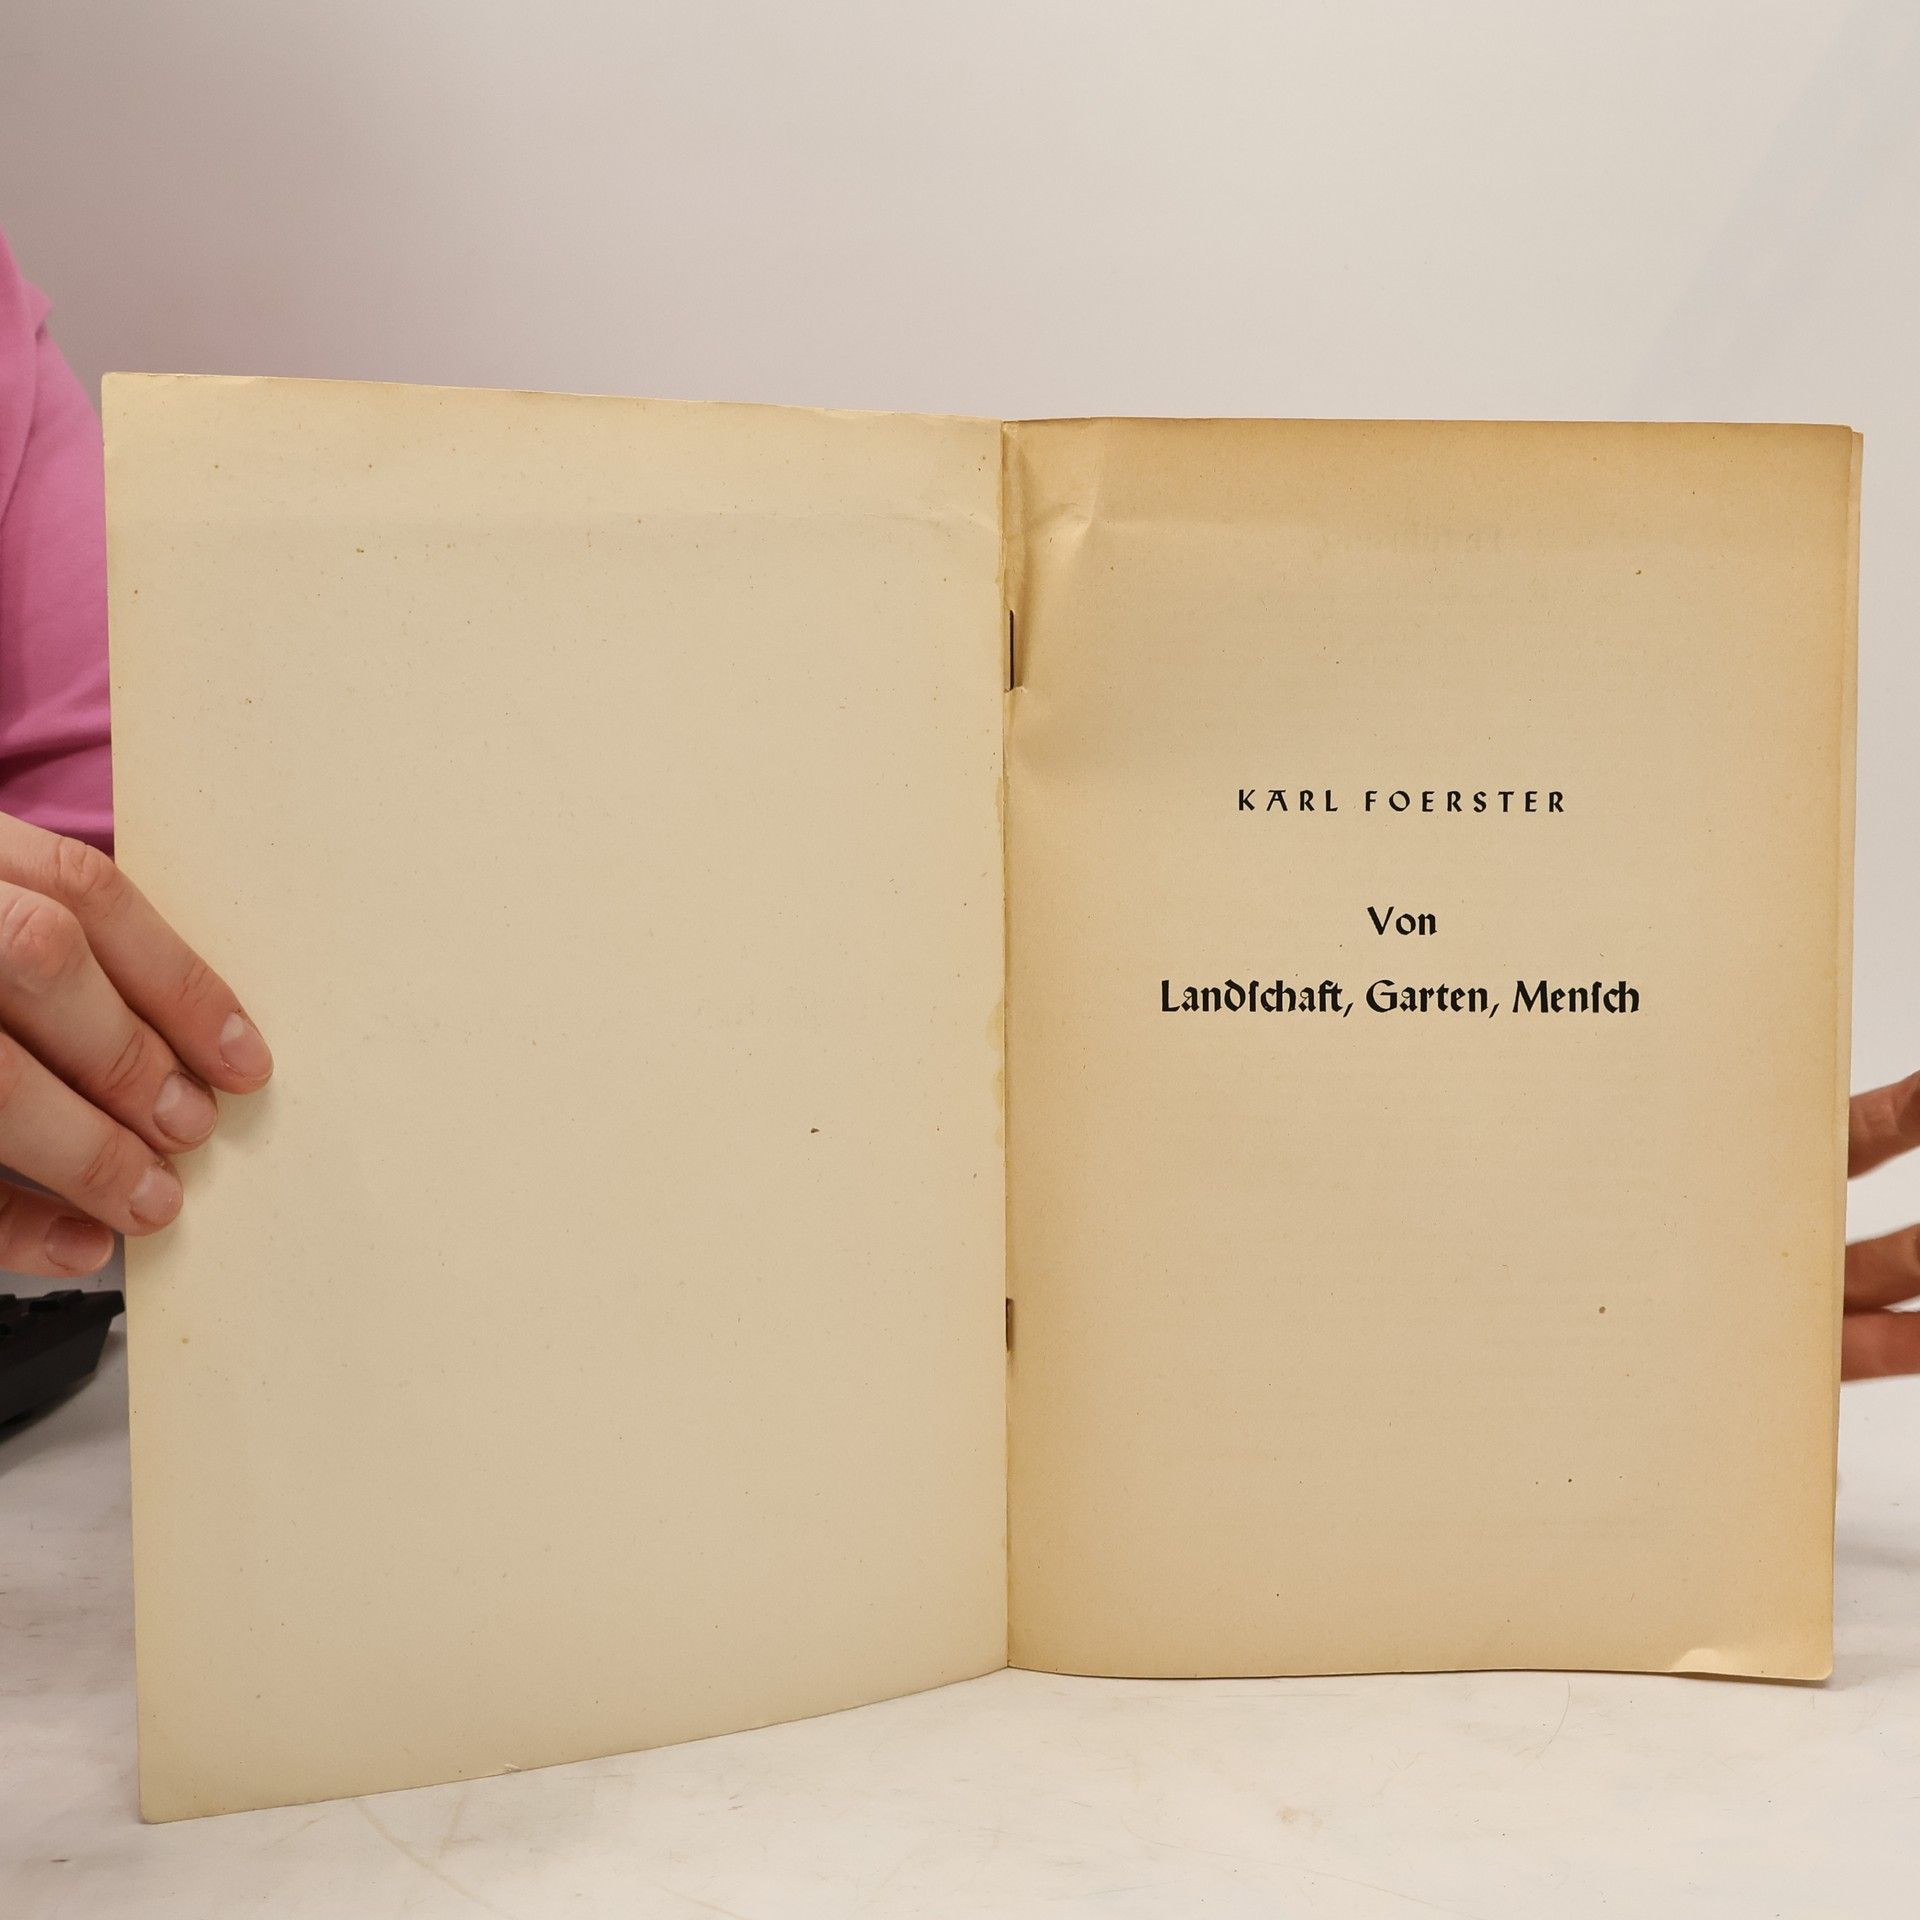 KARL FOERSTER
Von
Landſchaft, Garten, Menſch